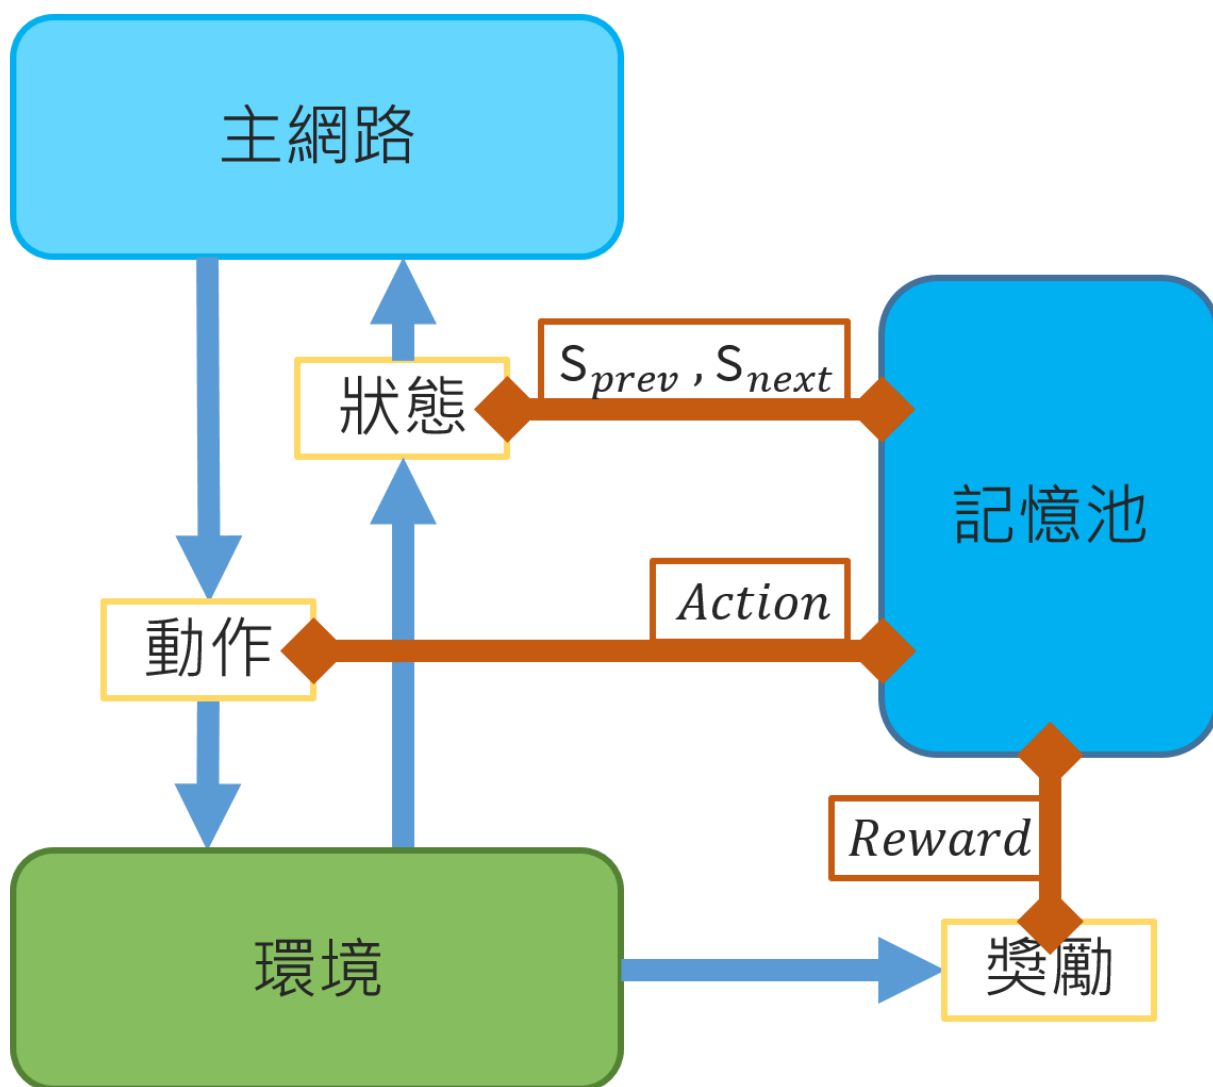 主網路
狀態
S_prev , S_next
記憶池
Action
動作
Reward
環境
獎勵